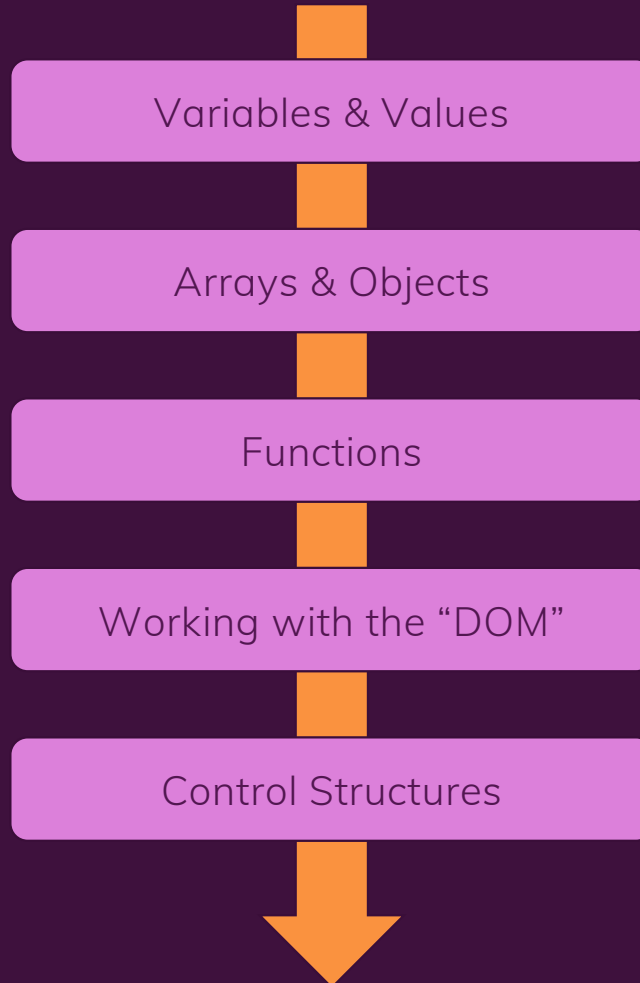 Variables & Values
Arrays & Objects
Functions
Working with the “DOM”
Control Structures